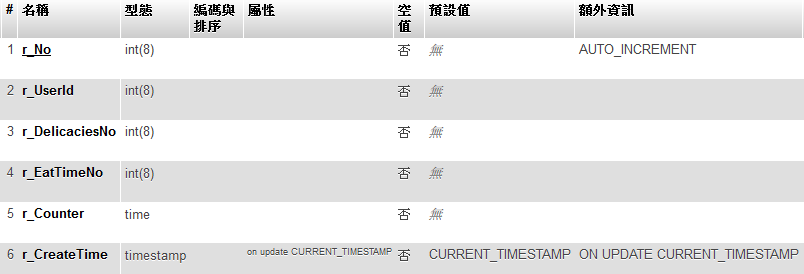 # 名稱 型態 編碼與排序 屬性 空值 預設值 額外資訊
1 r_No int(8) 否 無 AUTO_INCREMENT
2 r_UserId int(8) 否 無
3 r_DelicaciesNo int(8) 否 無
4 r_EatTimeNo int(8) 否 無
5 r_Counter time 否 無
6 r_CreateTime timestamp on update CURRENT_TIMESTAMP 否 CURRENT_TIMESTAMP ON UPDATE CURRENT_TIMESTAMP